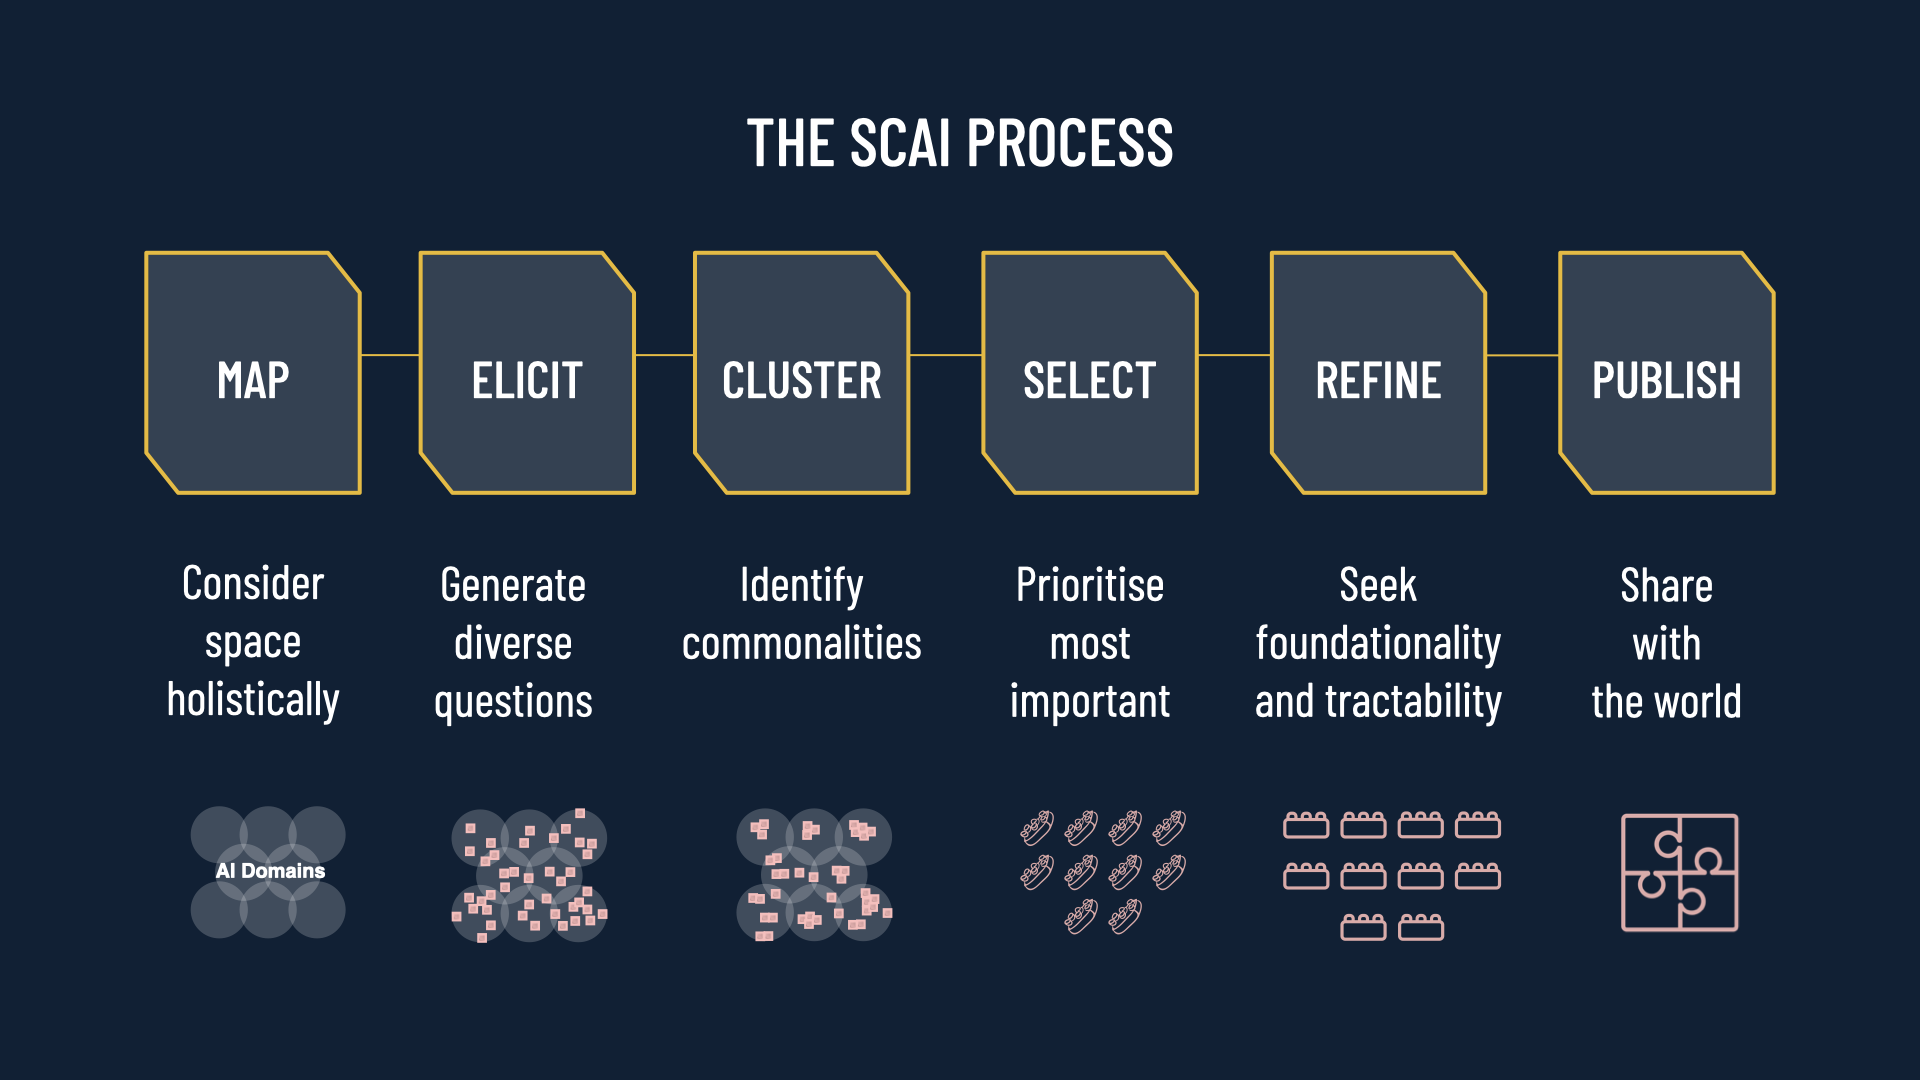 THE SCAI PROCESS
MAP
ELICIT
CLUSTER
SELECT
REFINE
PUBLISH
Consider
space
holistically
Generate
diverse
questions
Identify
commonalities
Prioritise
most
important
Seek
foundationality
and tractability
Share
with
the world
AI Domains